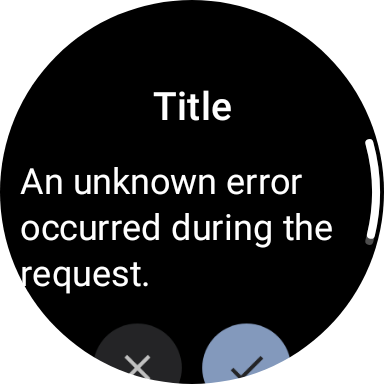 Title
An unknown error
occurred during the
request.